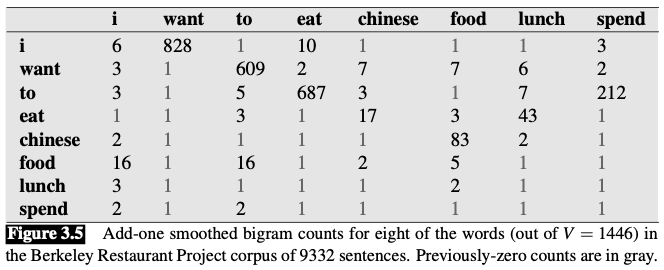 i want to eat chinese food lunch spend
i 6 828 1 10 1 1 1 3
want 3 1 609 2 7 7 6 2
to 3 1 5 687 3 1 7 212
eat 1 1 3 1 17 3 43 1
chinese 2 1 1 1 1 83 2 1
food 16 1 16 1 2 5 1 1
lunch 3 1 1 1 1 2 1 1
spend 2 1 2 1 1 1 1 1
Figure 3.5 Add-one smoothed bigram counts for eight of the words (out of V = 1446) in
the Berkeley Restaurant Project corpus of 9332 sentences. Previously-zero counts are in gray.